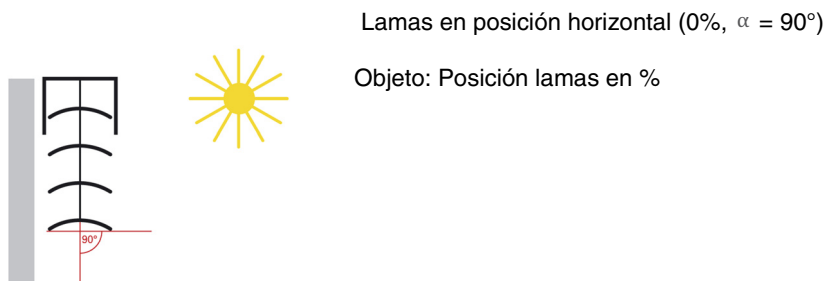 Lamas en posición horizontal (0%, α = 90°)
Objeto: Posición lamas en %
90°